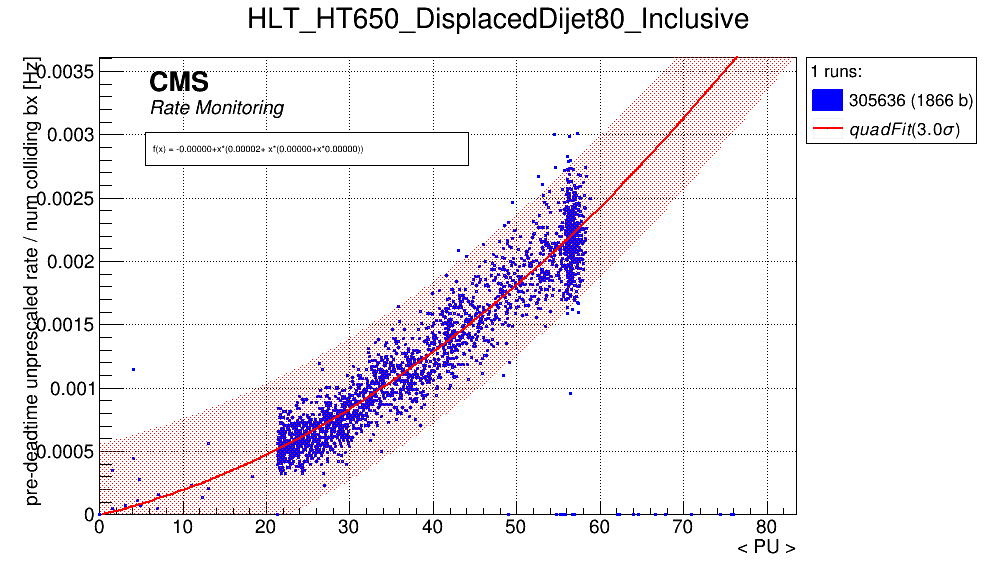 HLT_HT650_DisplacedDijet80_Inclusive
pre-deadtime unprescaled rate / num colliding bx [Hz]
0.0035
0.003
0.0025
0.002
0.0015
0.001
0.0005
0
CMS
Rate Monitoring
f(x) = -0.00000+x*(0.00002+ x*(0.00000+x*0.00000))
1 runs:
305636 (1866 b)
quadFit(3.0σ)
0 10 20 30 40 50 60 70 80
< PU >